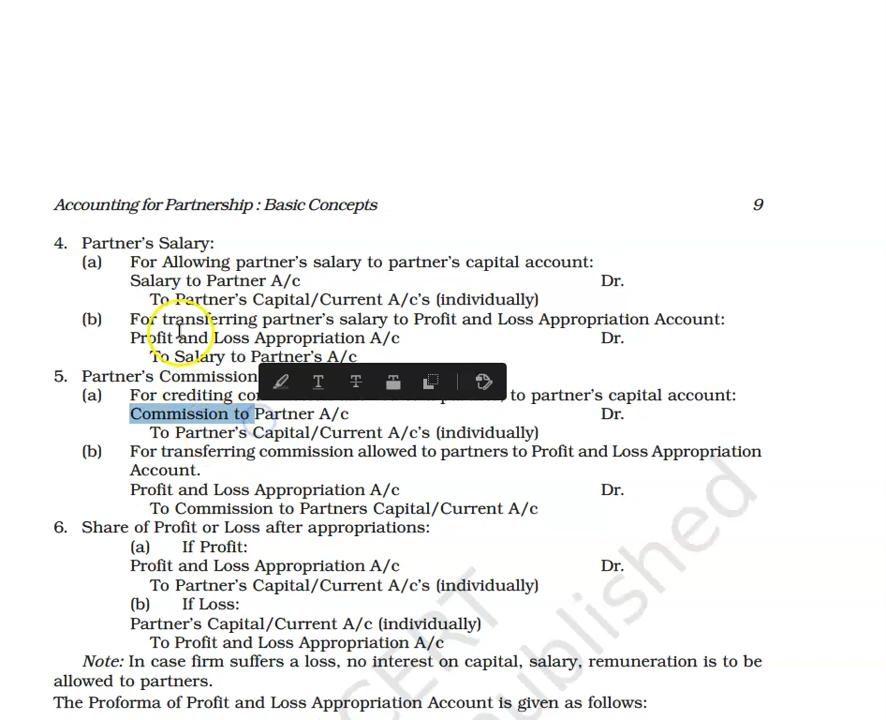 Accounting for Partnership : Basic Concepts 9
4. Partner's Salary:
(a) For Allowing partner's salary to partner's capital account:
Salary to Partner A/c Dr.
To Partner's Capital/Current A/c's (individually)
(b) For transferring partner's salary to Profit and Loss Appropriation Account:
Profit and Loss Appropriation A/c Dr.
To Salary to Partner's A/c
5. Partner's Commission
(a) For crediting to partner's capital account:
Commission to Partner A/c Dr.
To Partner's Capital/Current A/c's (individually)
(b) For transferring commission allowed to partners to Profit and Loss Appropriation
Account.
Profit and Loss Appropriation A/c Dr.
To Commission to Partners Capital/Current A/c
6. Share of Profit or Loss after appropriations:
(a) If Profit:
Profit and Loss Appropriation A/c Dr.
To Partner's Capital/Current A/c's (individually)
(b) If Loss:
Partner's Capital/Current A/c (individually)
To Profit and Loss Appropriation A/c
Note: In case firm suffers a loss, no interest on capital, salary, remuneration is to be
allowed to partners.
The Proforma of Profit and Loss Appropriation Account is given as follows:
published